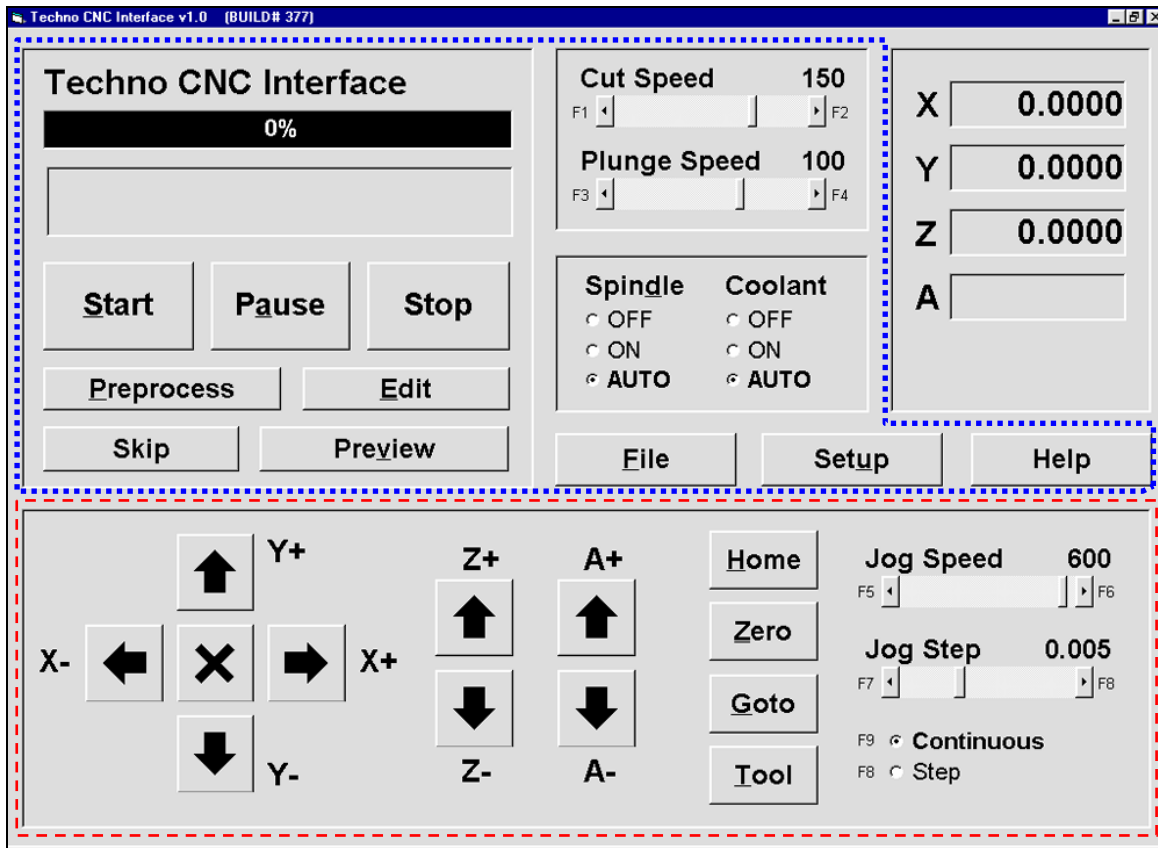 Techno CNC Interface v1.0 (BUILD# 377)
Techno CNC Interface
0%
Start Pause Stop
Preprocess Edit
Skip Preview
Cut Speed 150
F1 F2
Plunge Speed 100
F3 F4
Spindle Coolant
OFF OFF
ON ON
AUTO AUTO
File Setup Help
X 0.0000
Y 0.0000
Z 0.0000
A
Y+
X- X+
Y-
Z+ A+
Z- A-
Home
Zero
Goto
Tool
Jog Speed 600
F5 F6
Jog Step 0.005
F7 F8
F9 Continuous
F8 Step